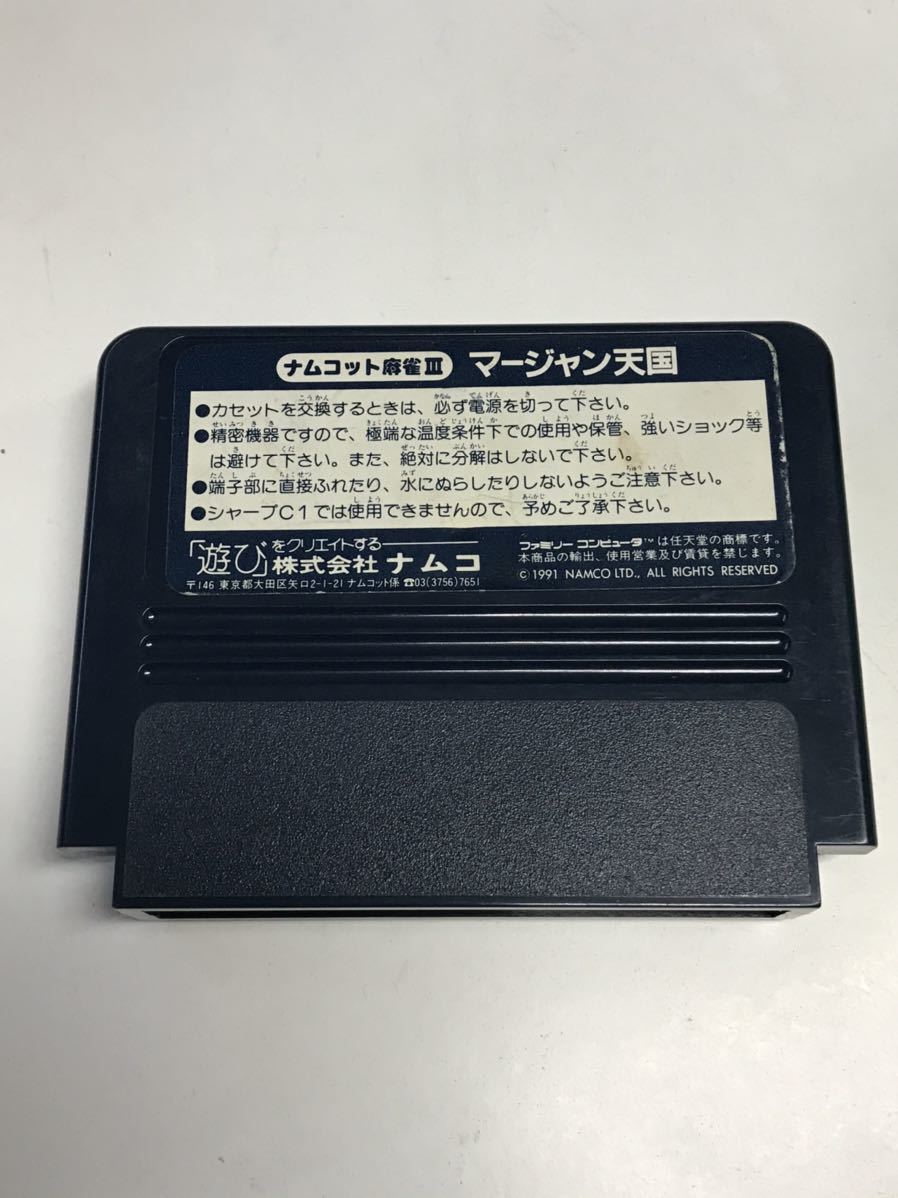 ナムコット麻雀III マージャン天国
●カセットを交換するときは、必ず電源を切って下さい。
●精密機器ですので、極端な温度条件下での使用や保管、強いショック等
は避けて下さい。また、絶対に分解はしないで下さい。
●端子部に直接ふれたり、水にぬらしたりしないようご注意下さい。
●シャープC1では使用できませんので、予めご了承下さい。
「遊び」をクリエイトする
株式会社 ナムコ
〒146 東京都大田区矢口2-1-21 ナムコット係 ☎03(3756)7651
ファミリーコンピュータ™は任天堂の商標です。
本商品の輸出、使用営業及び賃貸を禁じます。
©1991 NAMCO LTD., ALL RIGHTS RESERVED